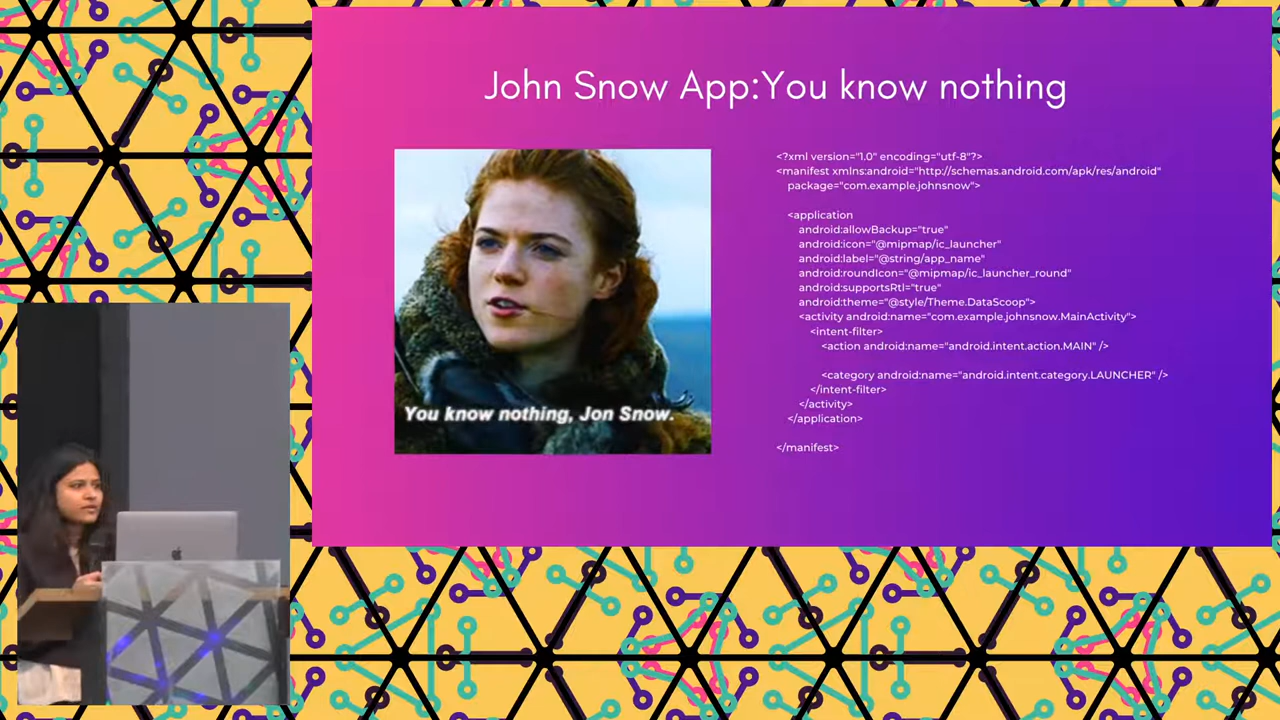 John Snow App:You know nothing
You know nothing, Jon Snow.
<?xml version="1.0" encoding="utf-8"?>
<manifest xmlns:android="http://schemas.android.com/apk/res/android"
package="com.example.johnsnow">
<application
android:allowBackup="true"
android:icon="@mipmap/ic_launcher"
android:label="@string/app_name"
android:roundIcon="@mipmap/ic_launcher_round"
android:supportsRtl="true"
android:theme="@style/Theme.DataScoop">
<activity android:name="com.example.johnsnow.MainActivity">
<intent-filter>
<action android:name="android.intent.action.MAIN" />
<category android:name="android.intent.category.LAUNCHER" />
</intent-filter>
</activity>
</application>
</manifest>